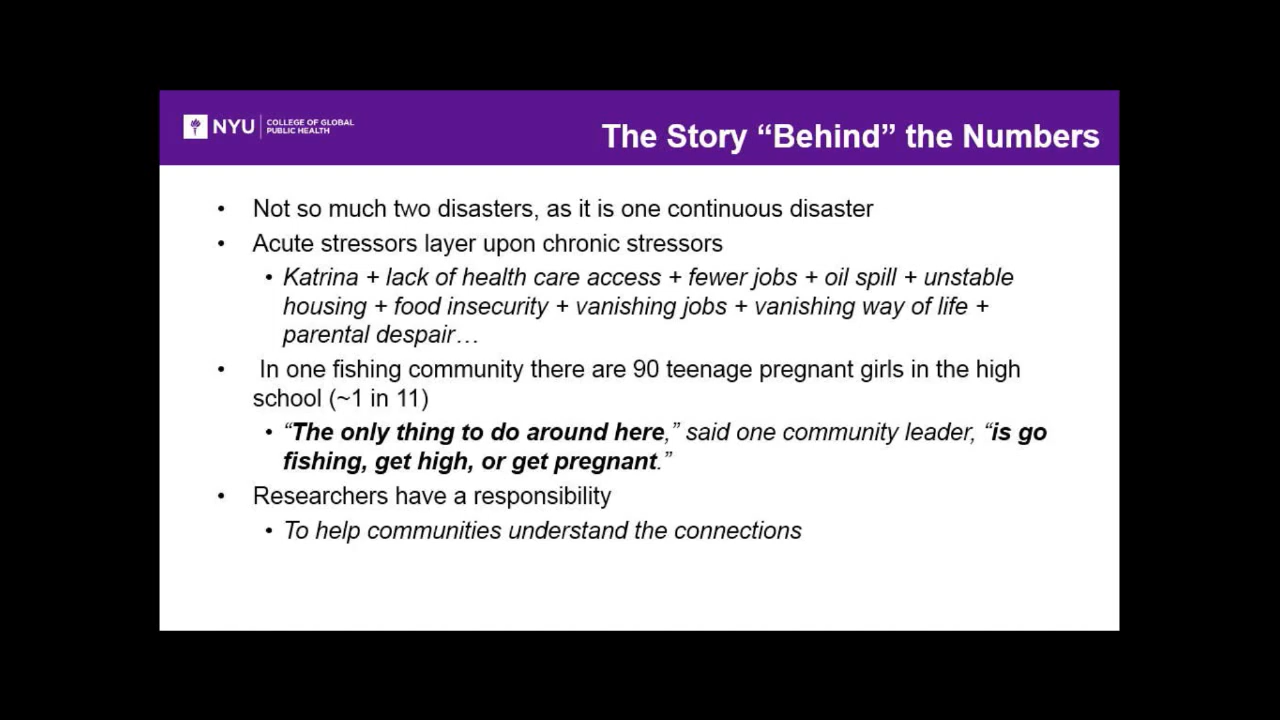 NYU
COLLEGE OF GLOBAL
PUBLIC HEALTH
The Story “Behind” the Numbers
• Not so much two disasters, as it is one continuous disaster
• Acute stressors layer upon chronic stressors
• Katrina + lack of health care access + fewer jobs + oil spill + unstable
housing + food insecurity + vanishing jobs + vanishing way of life +
parental despair…
• In one fishing community there are 90 teenage pregnant girls in the high
school (~1 in 11)
• “The only thing to do around here,” said one community leader, “is go
fishing, get high, or get pregnant.”
• Researchers have a responsibility
• To help communities understand the connections